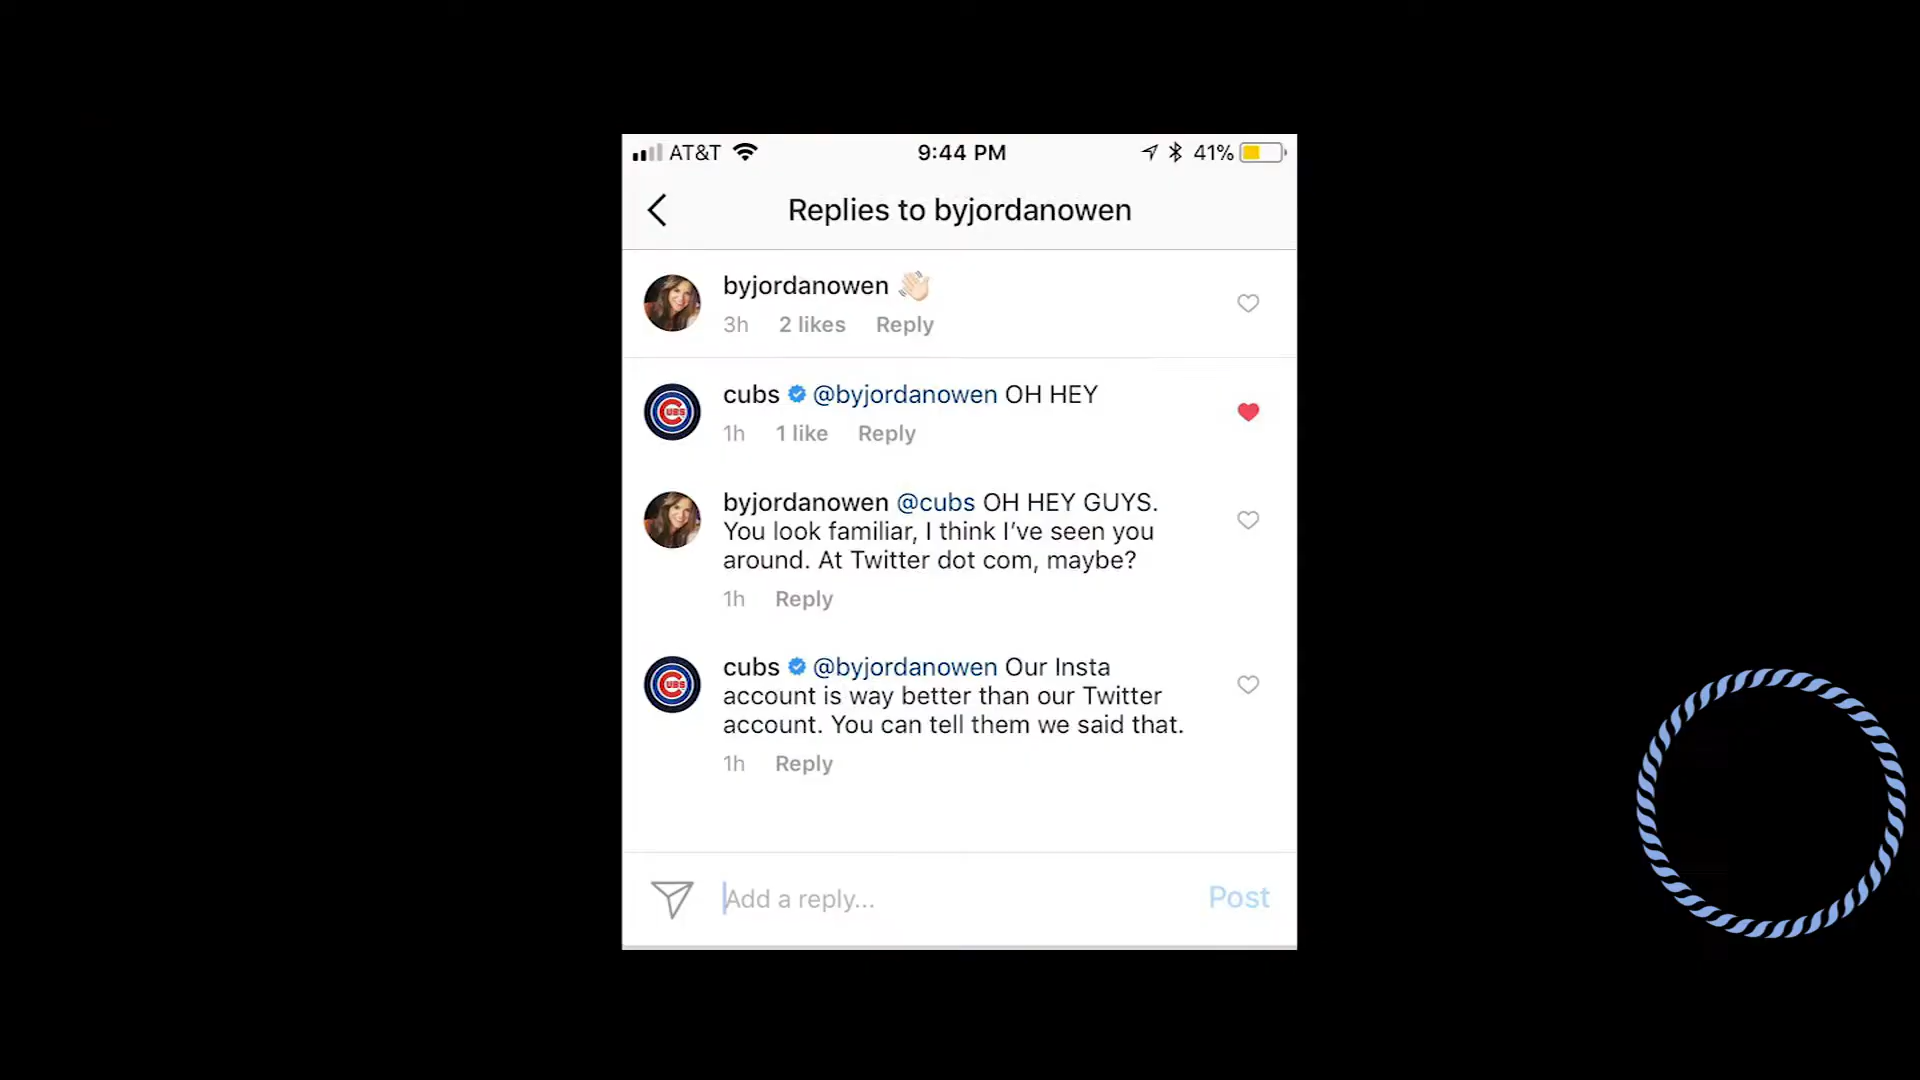 AT&T 9:44 PM 41%
Replies to byjordanowen
byjordanowen 👋🏻
3h 2 likes Reply
CUBS
cubs @byjordanowen OH HEY
1h 1 like Reply
byjordanowen @cubs OH HEY GUYS.
You look familiar, I think I’ve seen you
around. At Twitter dot com, maybe?
1h Reply
CUBS
cubs @byjordanowen Our Insta
account is way better than our Twitter
account. You can tell them we said that.
1h Reply
Add a reply...
Post